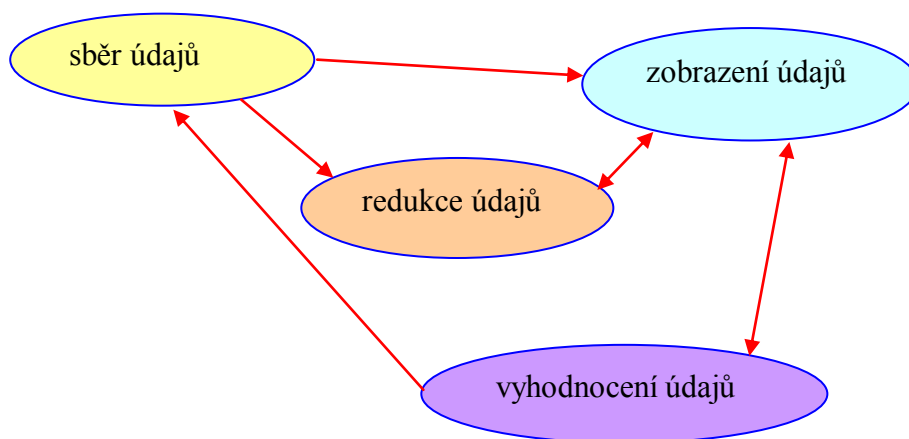 sběr údajů
zobrazení údajů
redukce údajů
vyhodnocení údajů